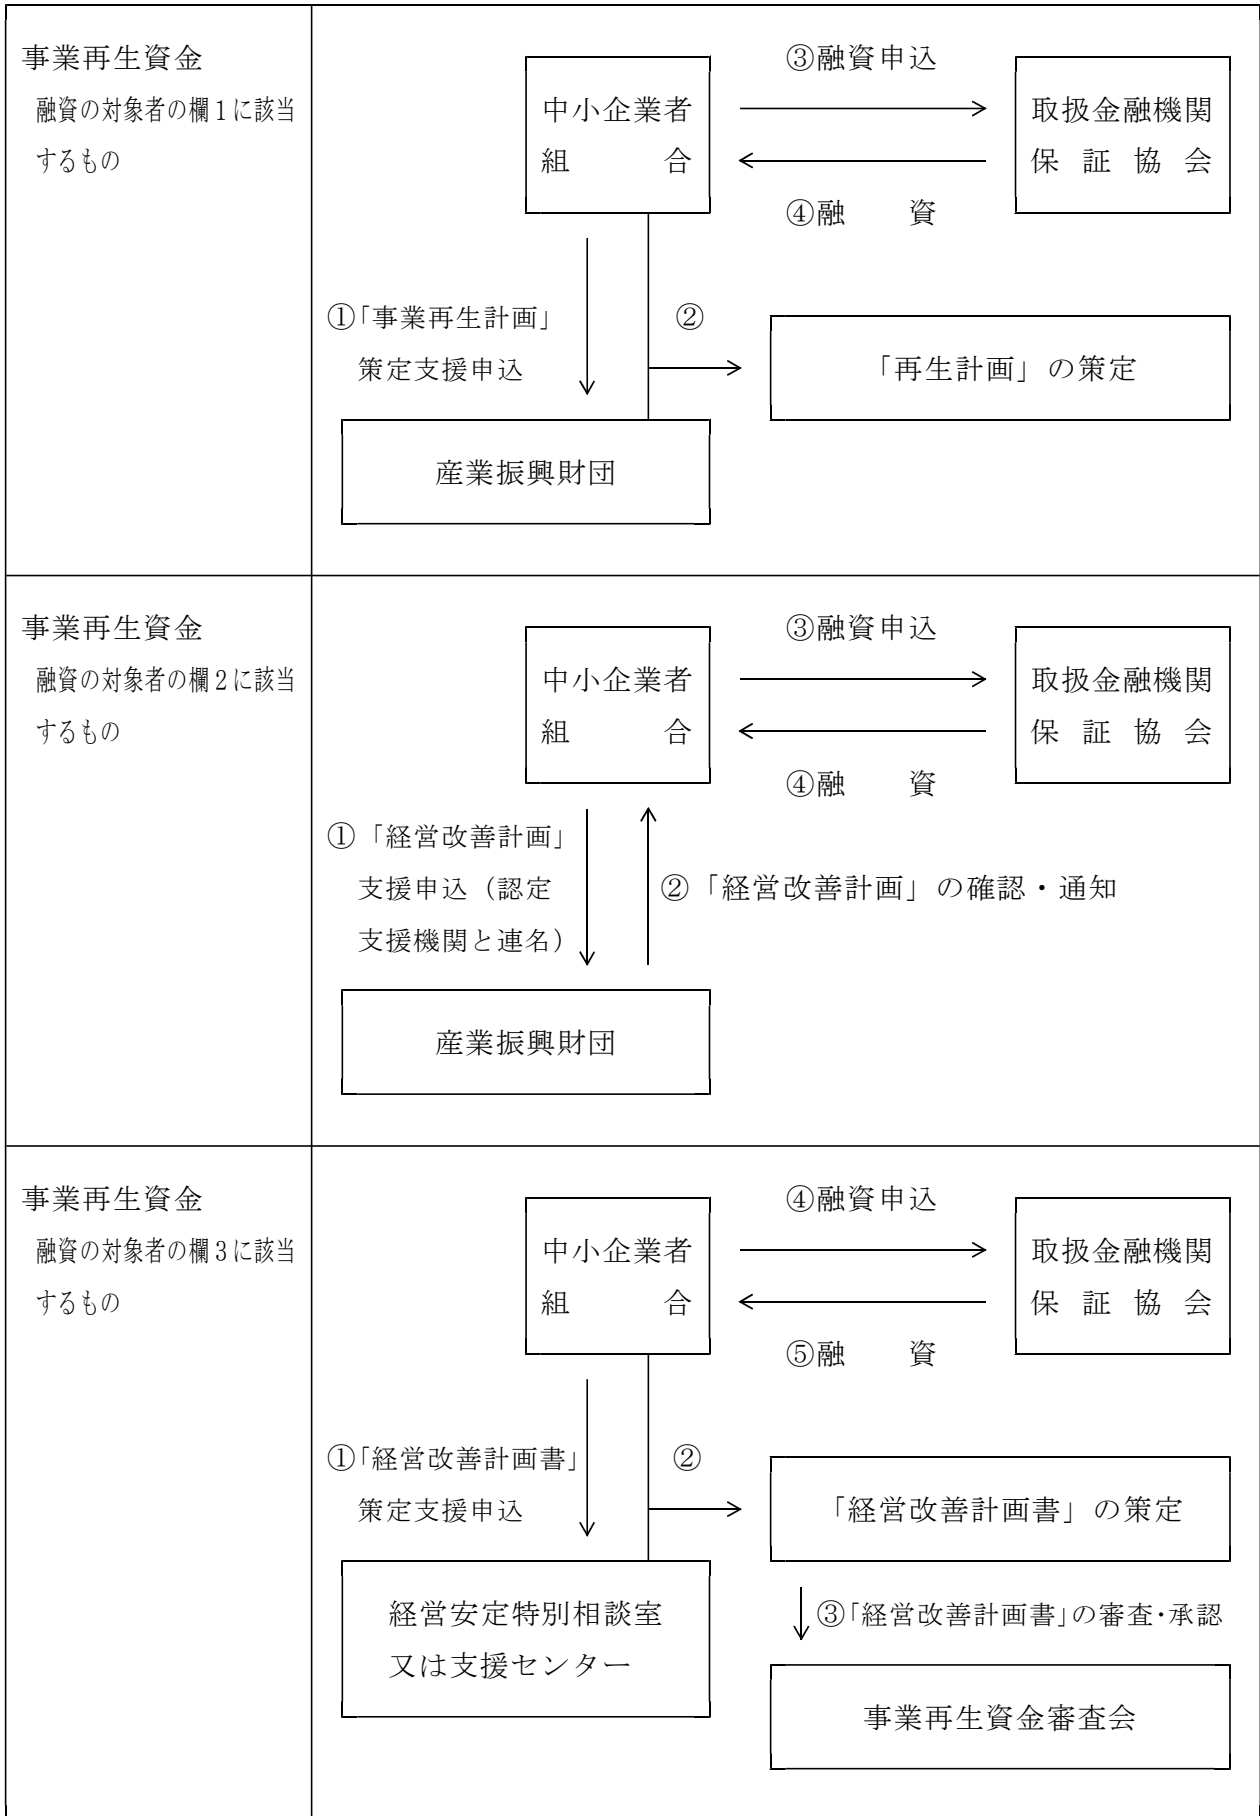 事業再生資金
融資の対象者の欄1に該当
するもの
③融資申込
中小企業者
組　　合
取扱金融機関
保証協会
④融　　資
①「事業再生計画」
策定支援申込
②
「再生計画」の策定
産業振興財団
事業再生資金
融資の対象者の欄2に該当
するもの
③融資申込
中小企業者
組　　合
取扱金融機関
保証協会
④融　　資
①「経営改善計画」
支援申込（認定
支援機関と連名）
②「経営改善計画」の確認・通知
産業振興財団
事業再生資金
融資の対象者の欄3に該当
するもの
④融資申込
中小企業者
組　　合
取扱金融機関
保証協会
⑤融　　資
①「経営改善計画書」
策定支援申込
②
「経営改善計画書」の策定
経営安定特別相談室
又は支援センター
③「経営改善計画書」の審査・承認
事業再生資金審査会